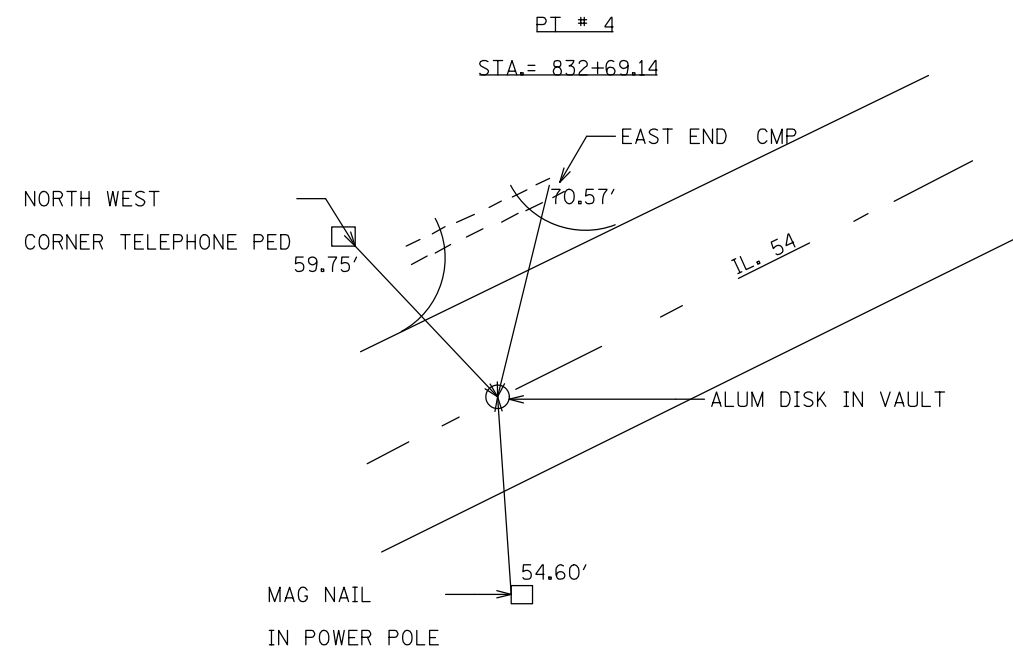 PT # 4
STA.= 832+69.14
EAST END CMP
70.57'
NORTH WEST
CORNER TELEPHONE PED
59.75'
IL. 54
ALUM DISK IN VAULT
54.60'
MAG NAIL
IN POWER POLE